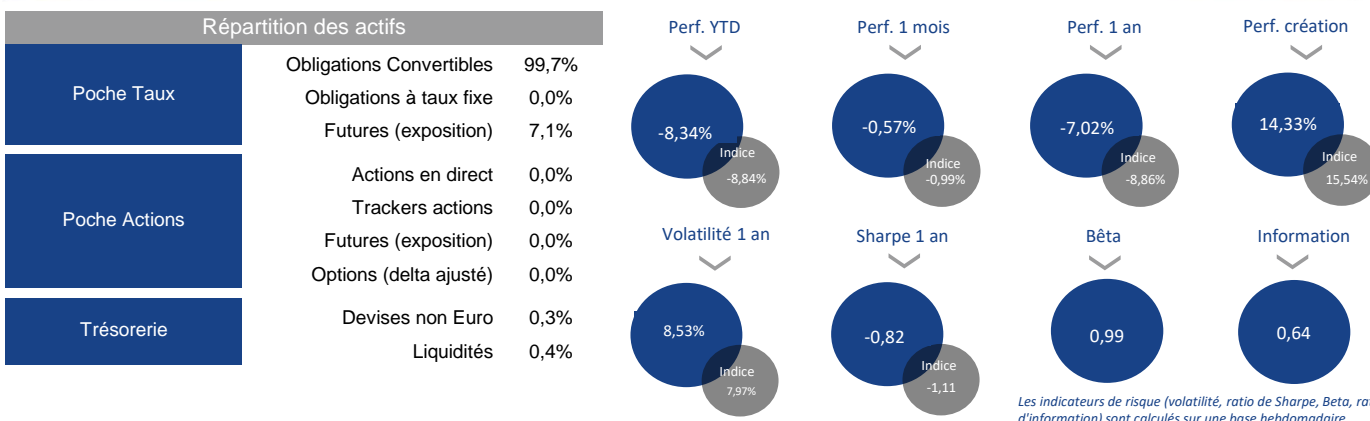 Répartition des actifs
Poche Taux
Obligations Convertibles 99,7%
Obligations à taux fixe 0,0%
Futures (exposition) 7,1%
Poche Actions
Actions en direct 0,0%
Trackers actions 0,0%
Futures (exposition) 0,0%
Options (delta ajusté) 0,0%
Trésorerie
Devises non Euro 0,3%
Liquidités 0,4%
Perf. YTD
-8,34%
Indice
-8,84%
Perf. 1 mois
-0,57%
Indice
-0,99%
Perf. 1 an
-7,02%
Indice
-8,86%
Perf. création
14,33%
Indice
15,54%
Volatilité 1 an
8,53%
Indice
7,97%
Sharpe 1 an
-0,82
Indice
-1,11
Bêta
0,99
Information
0,64
Les indicateurs de risque (volatilité, ratio de Sharpe, Beta,
d'information) sont calculés sur une base hebdomadaire